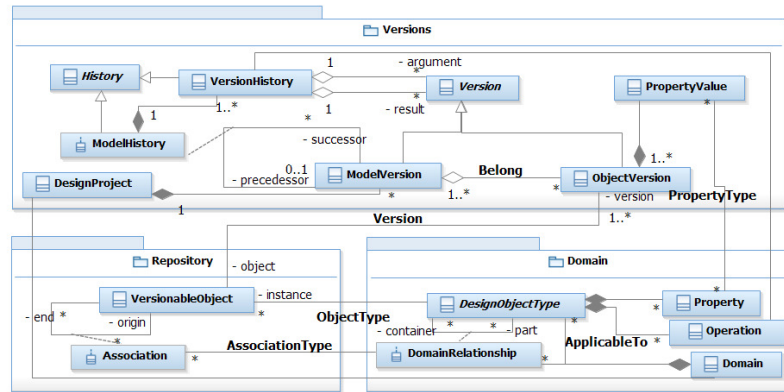 Versions
1
- argument
History
VersionHistory
*
Version
PropertyValue
1
*
- result
1
1..*
*
*
ModelHistory
- successor
0..1
- precedessor
DesignProject
ModelVersion
Belong
1..*
ObjectVersion
*
1..*
*
- version
PropertyType
1
Version
1..*
Repository
Domain
- object
VersionableObject
- instance
DesignObjectType
*
Property
*
*
ObjectType
- end
*
- origin
- container
*
*
- part
*
Operation
*
ApplicableTo
*
Association
*
AssociationType
DomainRelationship
*
Domain